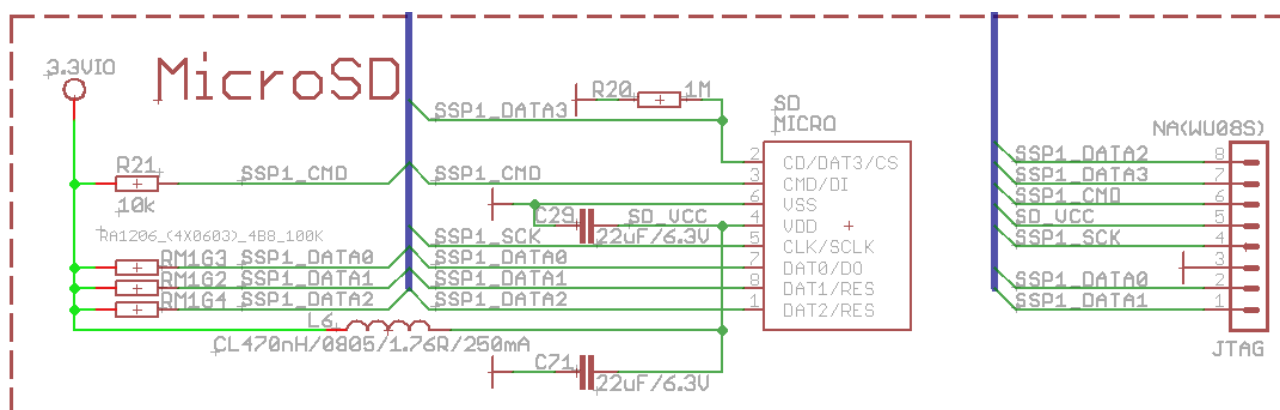 3.3VIO
MicroSD
R20
1M
SSP1_DATA3
SD
MICRO
NA(WU08S)
R21
SSP1_CMD
10k
SSP1_CMD
2
CD/DAT3/CS
3
CMD/DI
6
VSS
C29
SD_VCC
4
VDD
22uF/6.3V
RA1206_(4X0603)_4B8_100K
SSP1_SCK
5
CLK/SCLK
RM1G3
SSP1_DATA0
SSP1_DATA0
7
DAT0/DO
RM1G2
SSP1_DATA1
SSP1_DATA1
8
DAT1/RES
RM1G4
SSP1_DATA2
SSP1_DATA2
1
DAT2/RES
L6
CL470nH/0805/1.76R/250mA
C71
22uF/6.3V
SSP1_DATA2
8
SSP1_DATA3
7
SSP1_CMD
6
SD_VCC
5
SSP1_SCK
4
3
SSP1_DATA0
2
SSP1_DATA1
1
JTAG